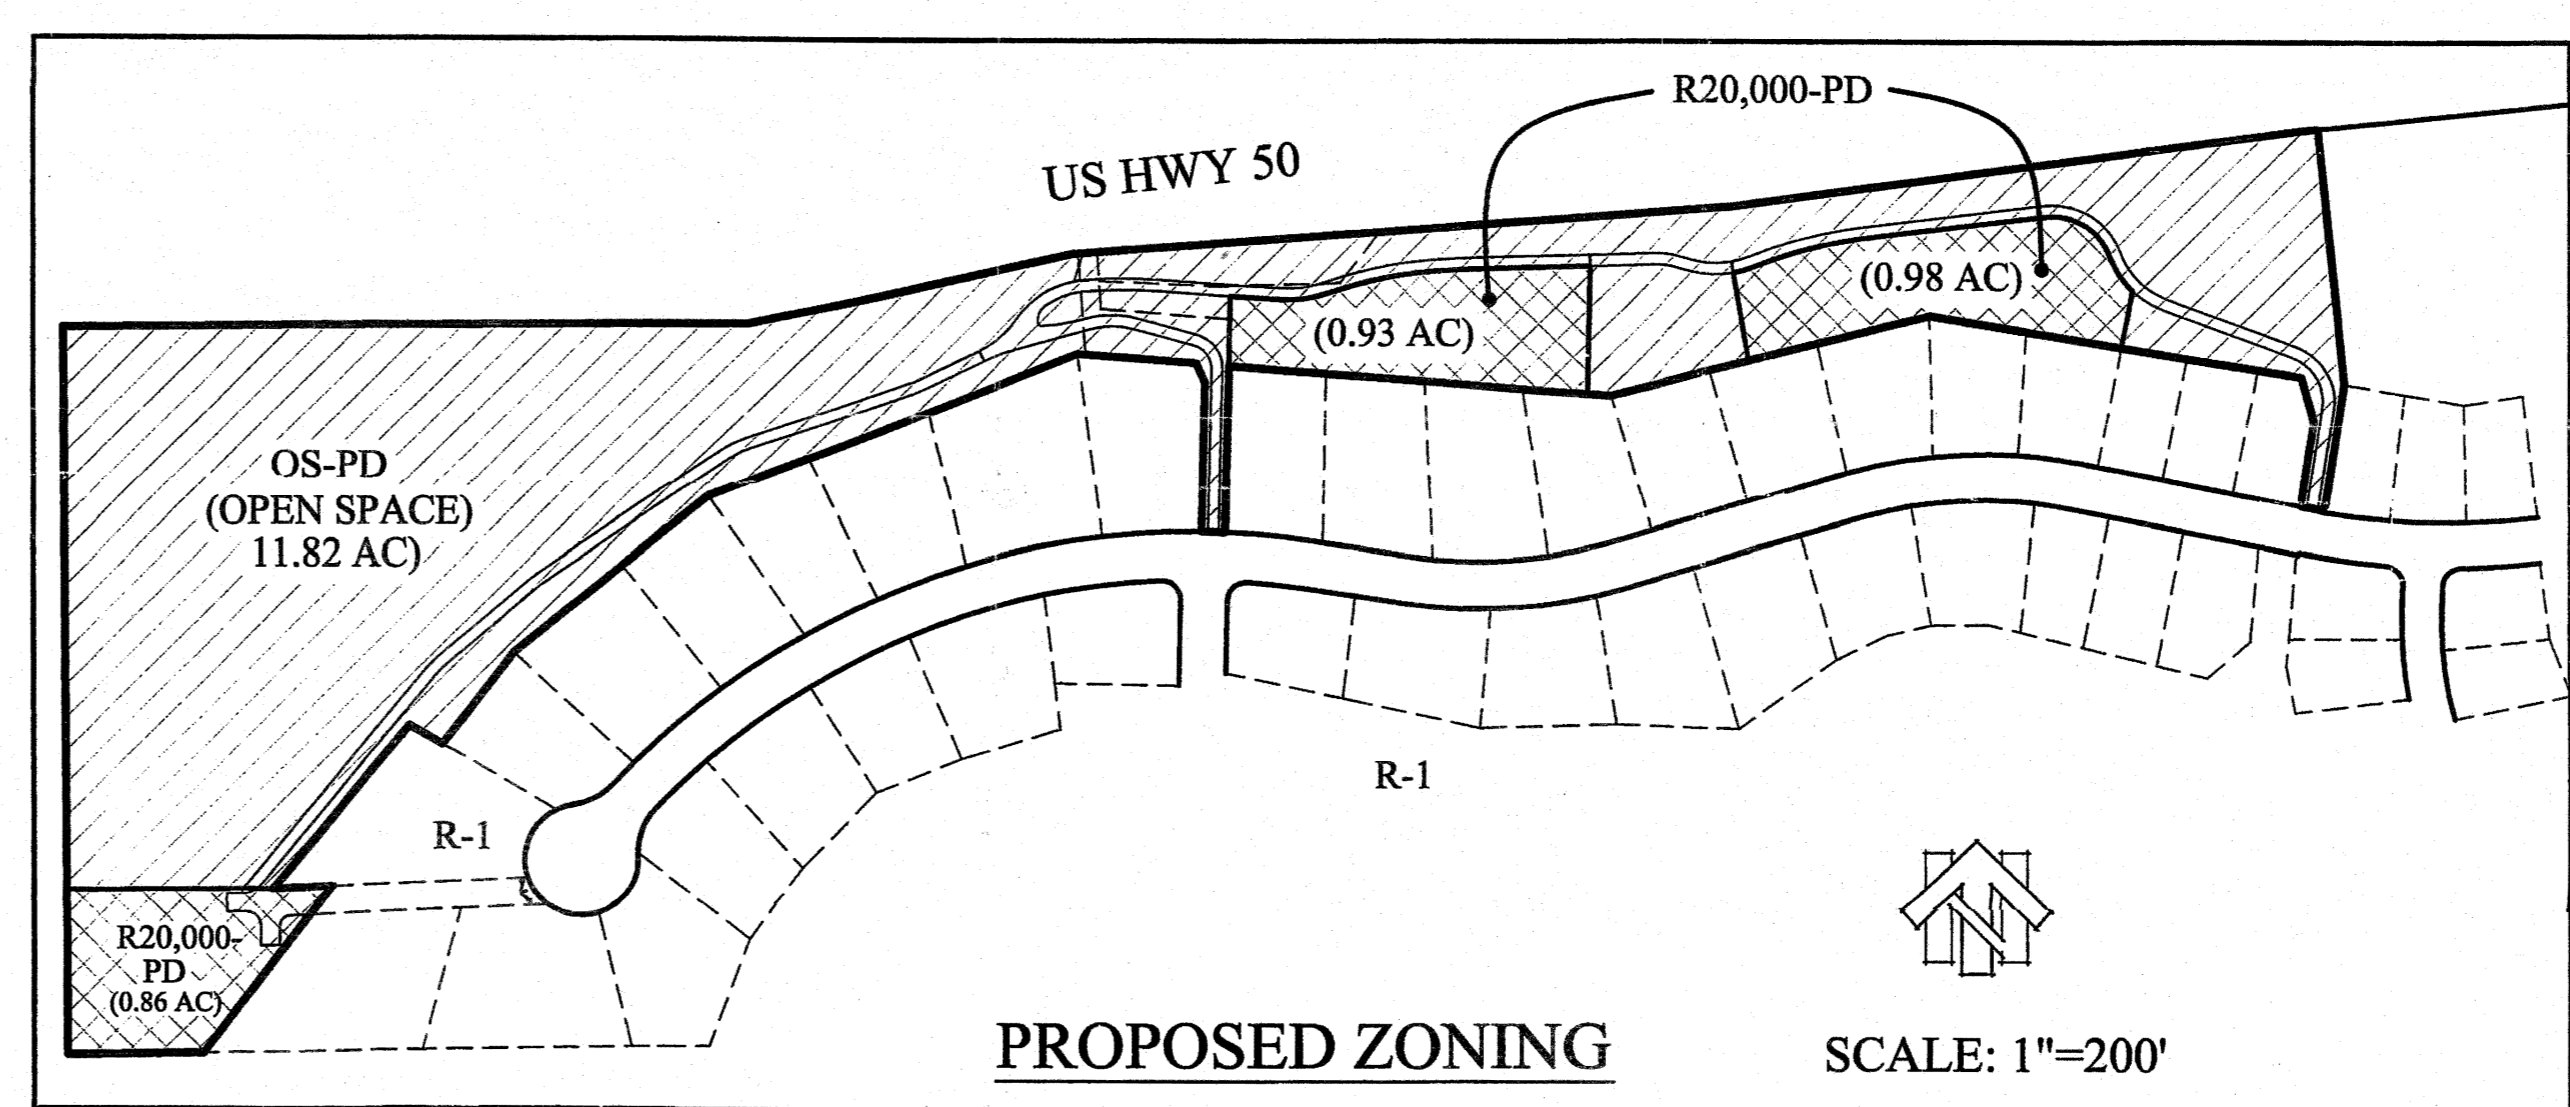 R20,000-PD
US HWY 50
(0.98 AC)
(0.93 AC)
OS-PD
(OPEN SPACE)
11.82 AC)
R-1
R-1
R20,000-
PD
(0.86 AC)
N
PROPOSED ZONING
SCALE: 1"=200'